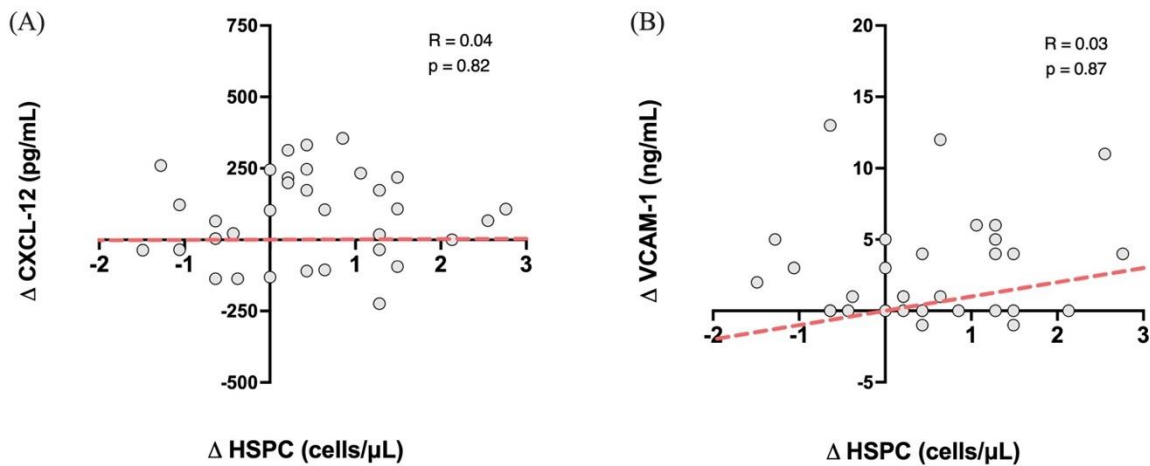 (A)
Δ CXCL-12 (pg/mL)
750
500
250
-250
-500
-2
-1
1
2
3
R = 0.04
p = 0.82
Δ HSPC (cells/μL)
(B)
Δ VCAM-1 (ng/mL)
20
15
10
5
-5
-2
-1
1
2
3
R = 0.03
p = 0.87
Δ HSPC (cells/μL)